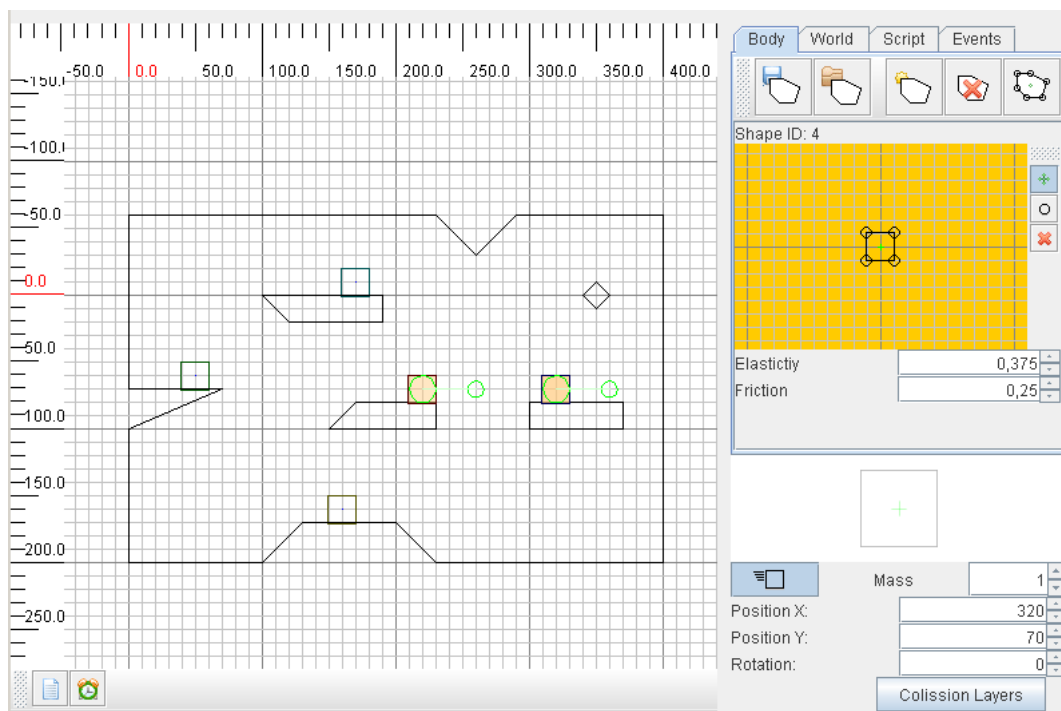 Body World Script Events
-50.0 0.0 50.0 100.0 150.0 200.0 250.0 300.0 350.0 400.0
-150.0
-100.0
-50.0
0.0
50.0
100.0
150.0
200.0
250.0
Shape ID: 4
Elastictiy 0,375
Friction 0,25
Mass 1
Position X: 320
Position Y: 70
Rotation: 0
Colission Layers